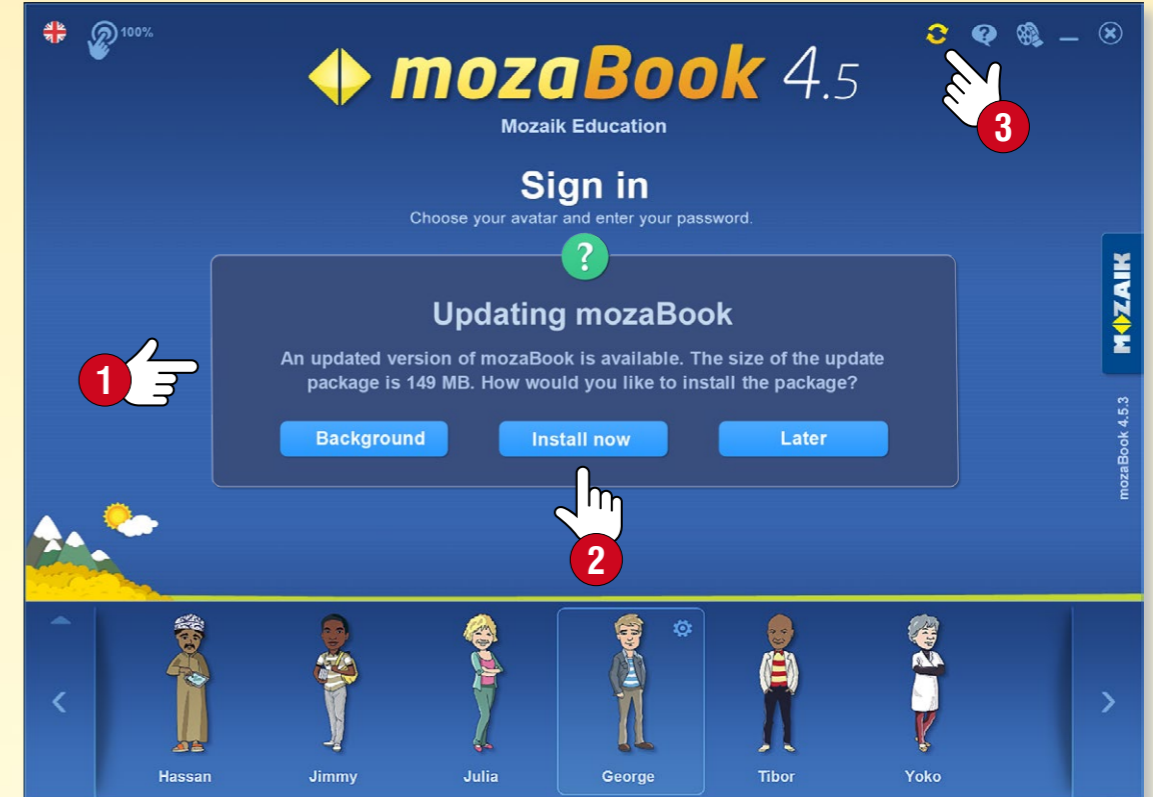 100%
mozaBook 4.5
3
Mozaik Education
Sign in
Choose your avatar and enter your password.
?
Updating mozaBook
An updated version of mozaBook is available. The size of the update
package is 149 MB. How would you like to install the package?
1
Background
Install now
Later
2
MOZAIK
mozaBook 4.5.3
Hassan
Jimmy
Julia
George
Tibor
Yoko